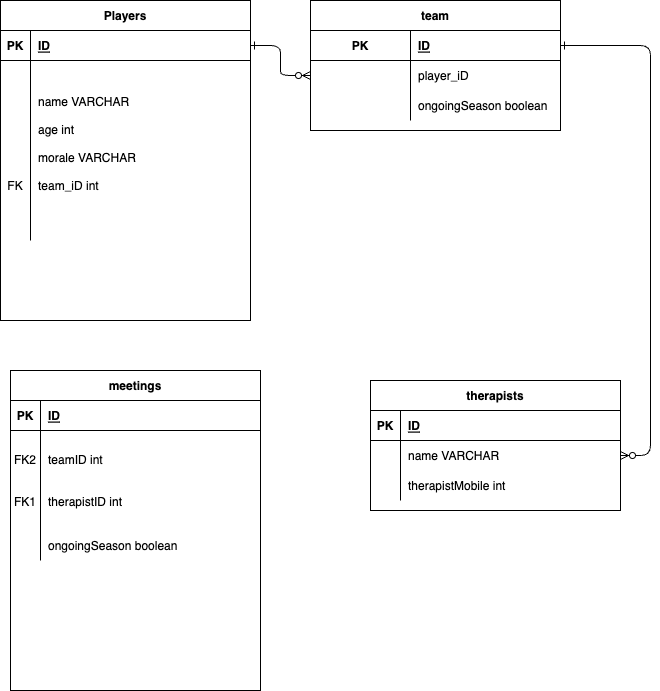 Players
PK ID
name VARCHAR
age int
morale VARCHAR
FK team_iD int
team
PK ID
player_iD
ongoingSeason boolean
meetings
PK ID
FK2 teamID int
FK1 therapistID int
ongoingSeason boolean
therapists
PK ID
name VARCHAR
therapistMobile int